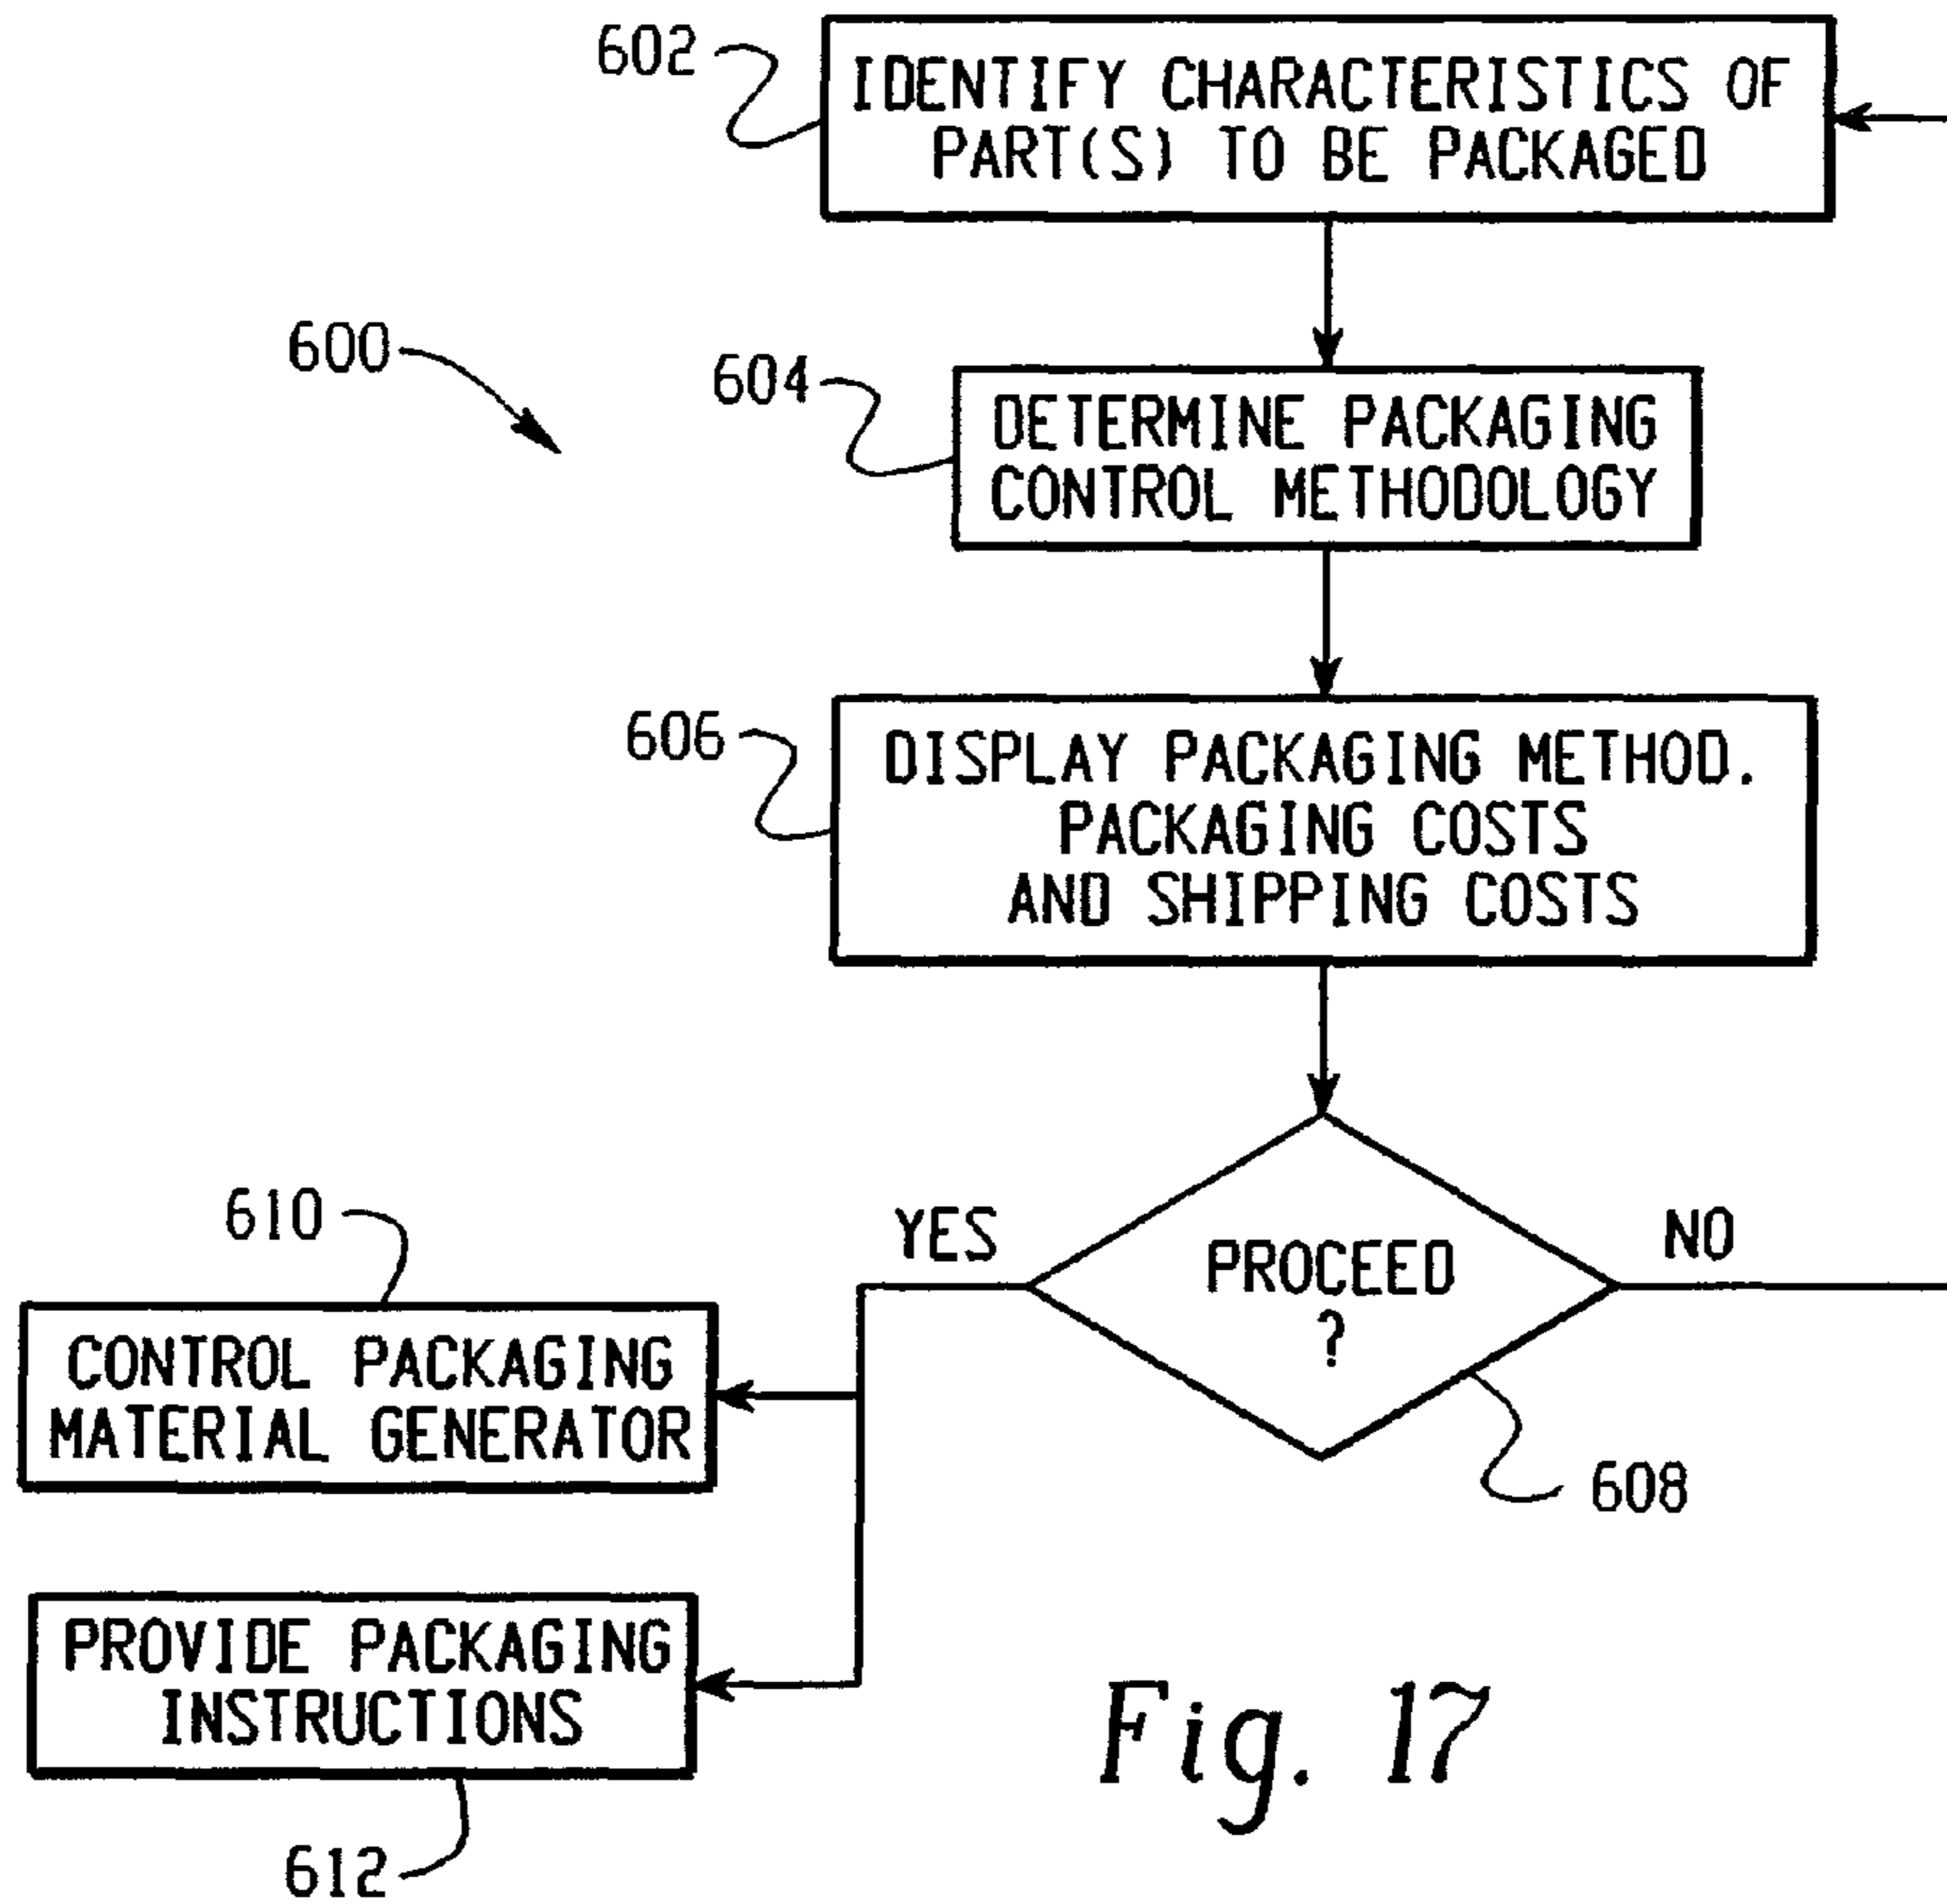 602
IDENTIFY CHARACTERISTICS OF
PART(S) TO BE PACKAGED
600
604
DETERMINE PACKAGING
CONTROL METHODOLOGY
606
DISPLAY PACKAGING METHOD.
PACKAGING COSTS
AND SHIPPING COSTS
610
YES
NO
PROCEED
?
CONTROL PACKAGING
MATERIAL GENERATOR
608
PROVIDE PACKAGING
INSTRUCTIONS
612
Fig. 17